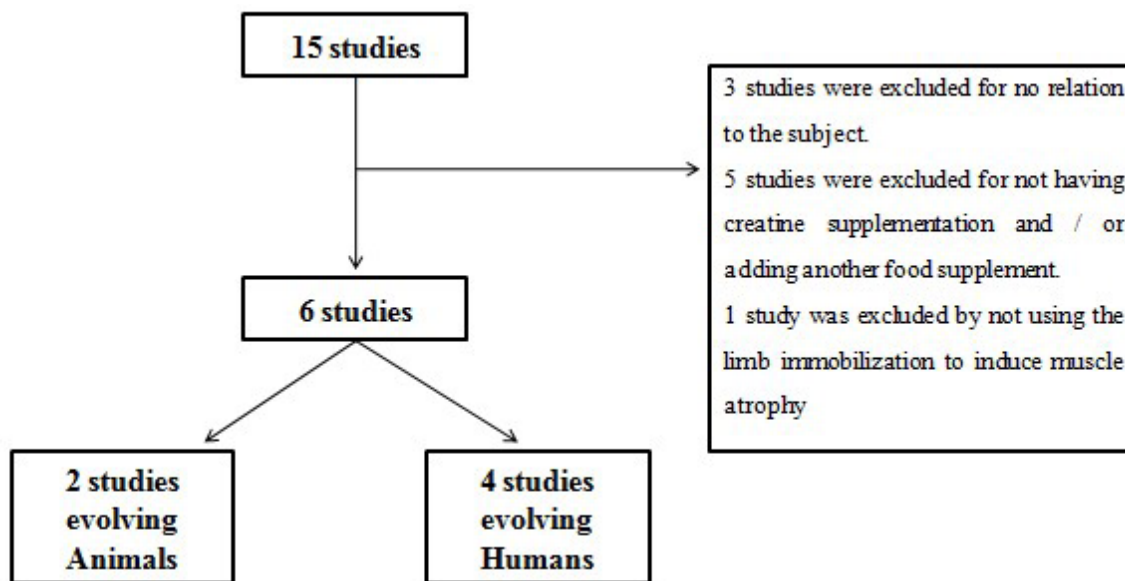 15 studies
3 studies were excluded for no relation
to the subject.
5 studies were excluded for not having
creatine supplementation and / or
adding another food supplement.
1 study was excluded by not using the
limb immobilization to induce muscle
atrophy
6 studies
2 studies
evolving
Animals
4 studies
evolving
Humans